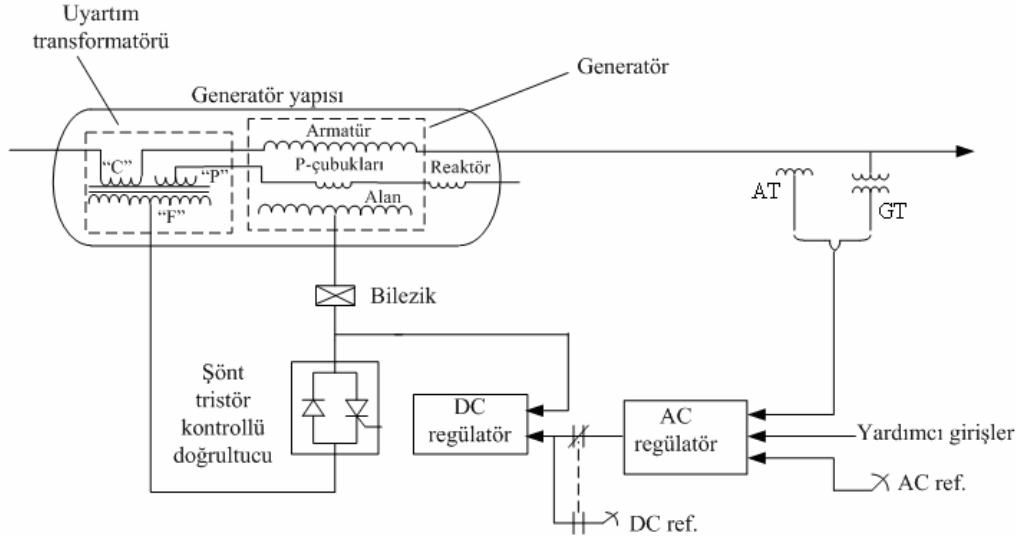 Uyartım
transformatörü
Generatör
Generatör yapısı
Armatür
"C"
"P"
P-çubukları
Reaktör
"F"
Alan
AT
GT
Bilezik
Şönt
tristör
kontrollü
doğrultucu
DC
regülatör
AC
regülatör
Yardımcı girişler
AC ref.
DC ref.